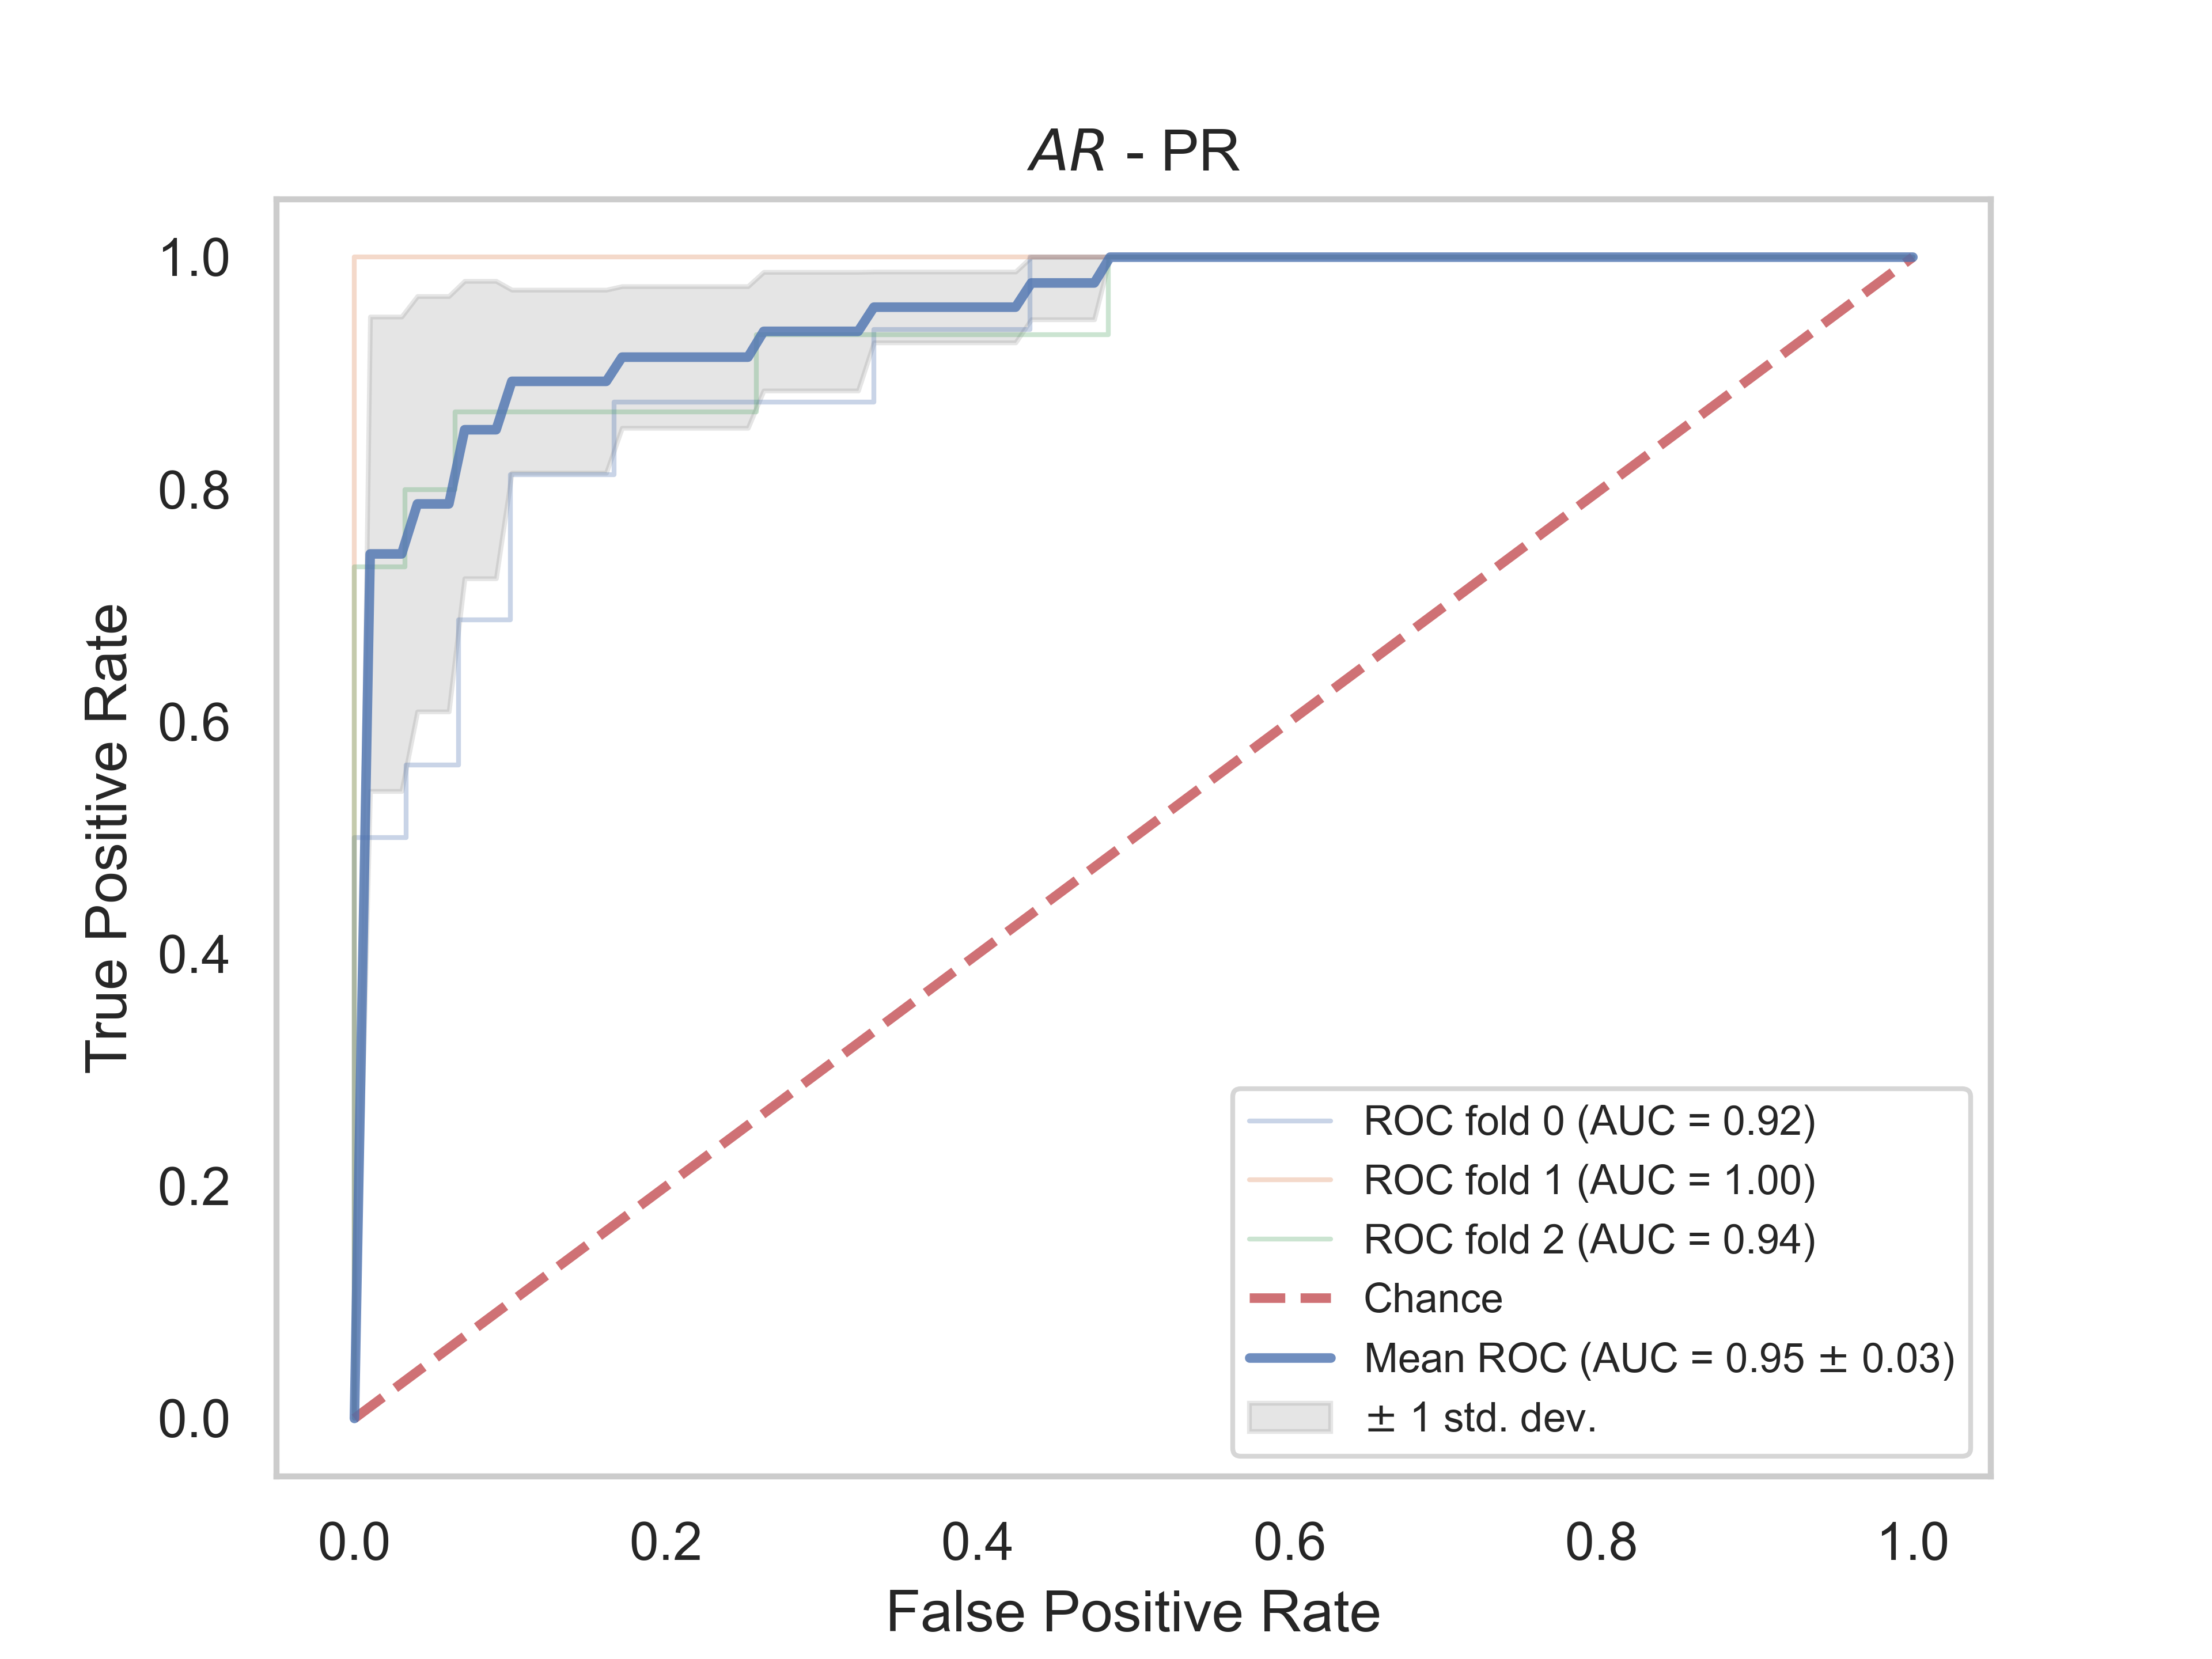 AR - PR
True Positive Rate
1.0
0.8
0.6
0.4
0.2
0.0
0.0 0.2 0.4 0.6 0.8 1.0
False Positive Rate
ROC fold 0 (AUC = 0.92)
ROC fold 1 (AUC = 1.00)
ROC fold 2 (AUC = 0.94)
Chance
Mean ROC (AUC = 0.95 ± 0.03)
± 1 std. dev.